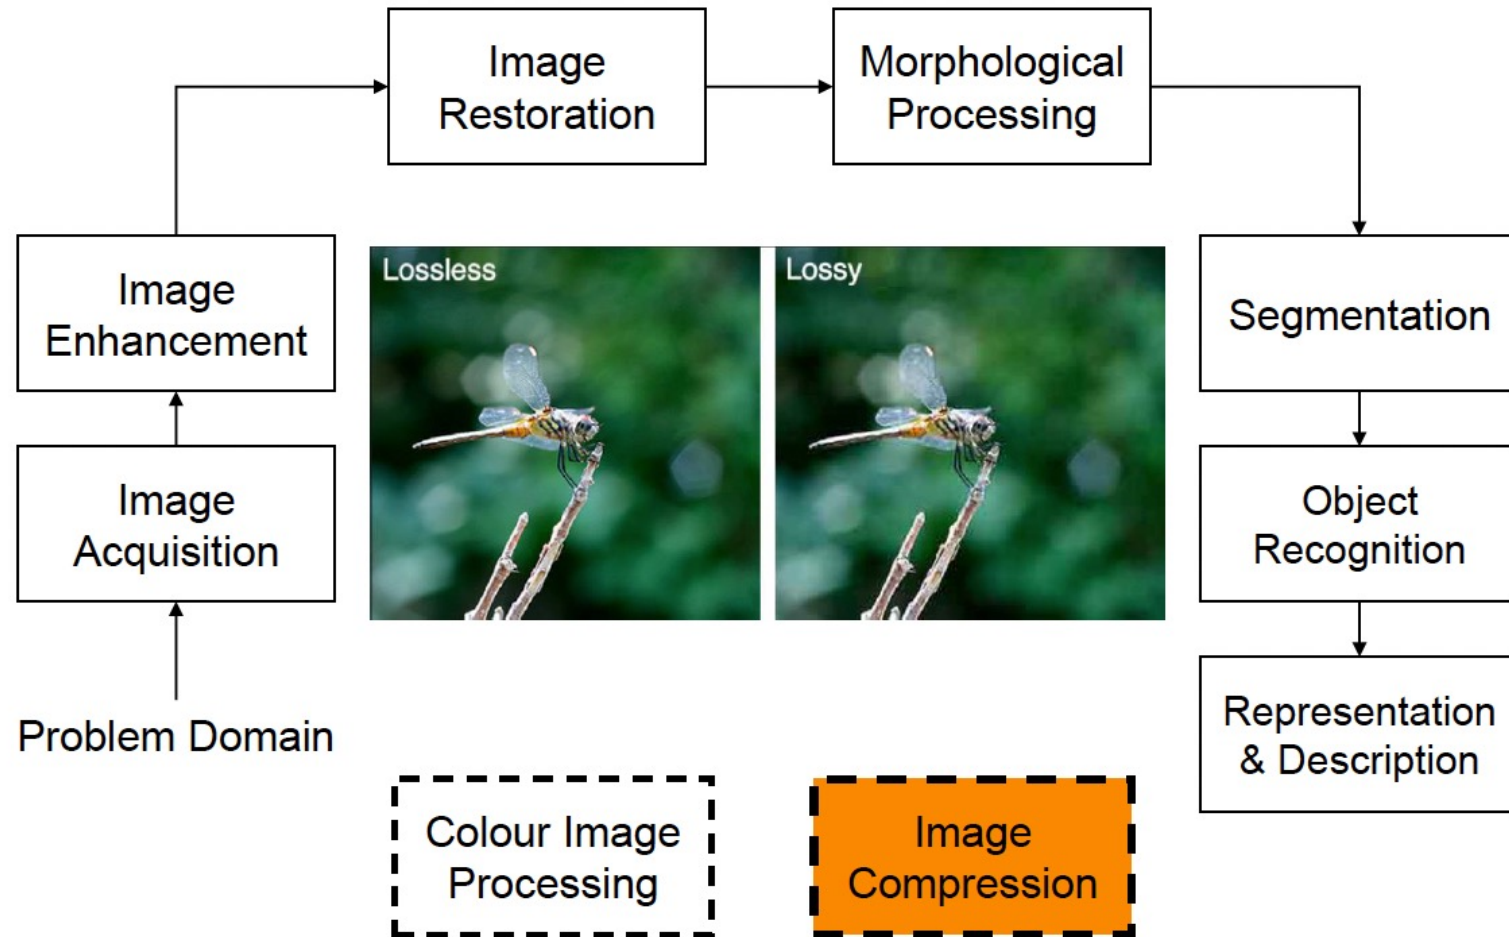 Image
Restoration
Morphological
Processing
Image
Enhancement
Lossless
Lossy
Segmentation
Image
Acquisition
Object
Recognition
Problem Domain
Representation
& Description
Colour Image
Processing
Image
Compression